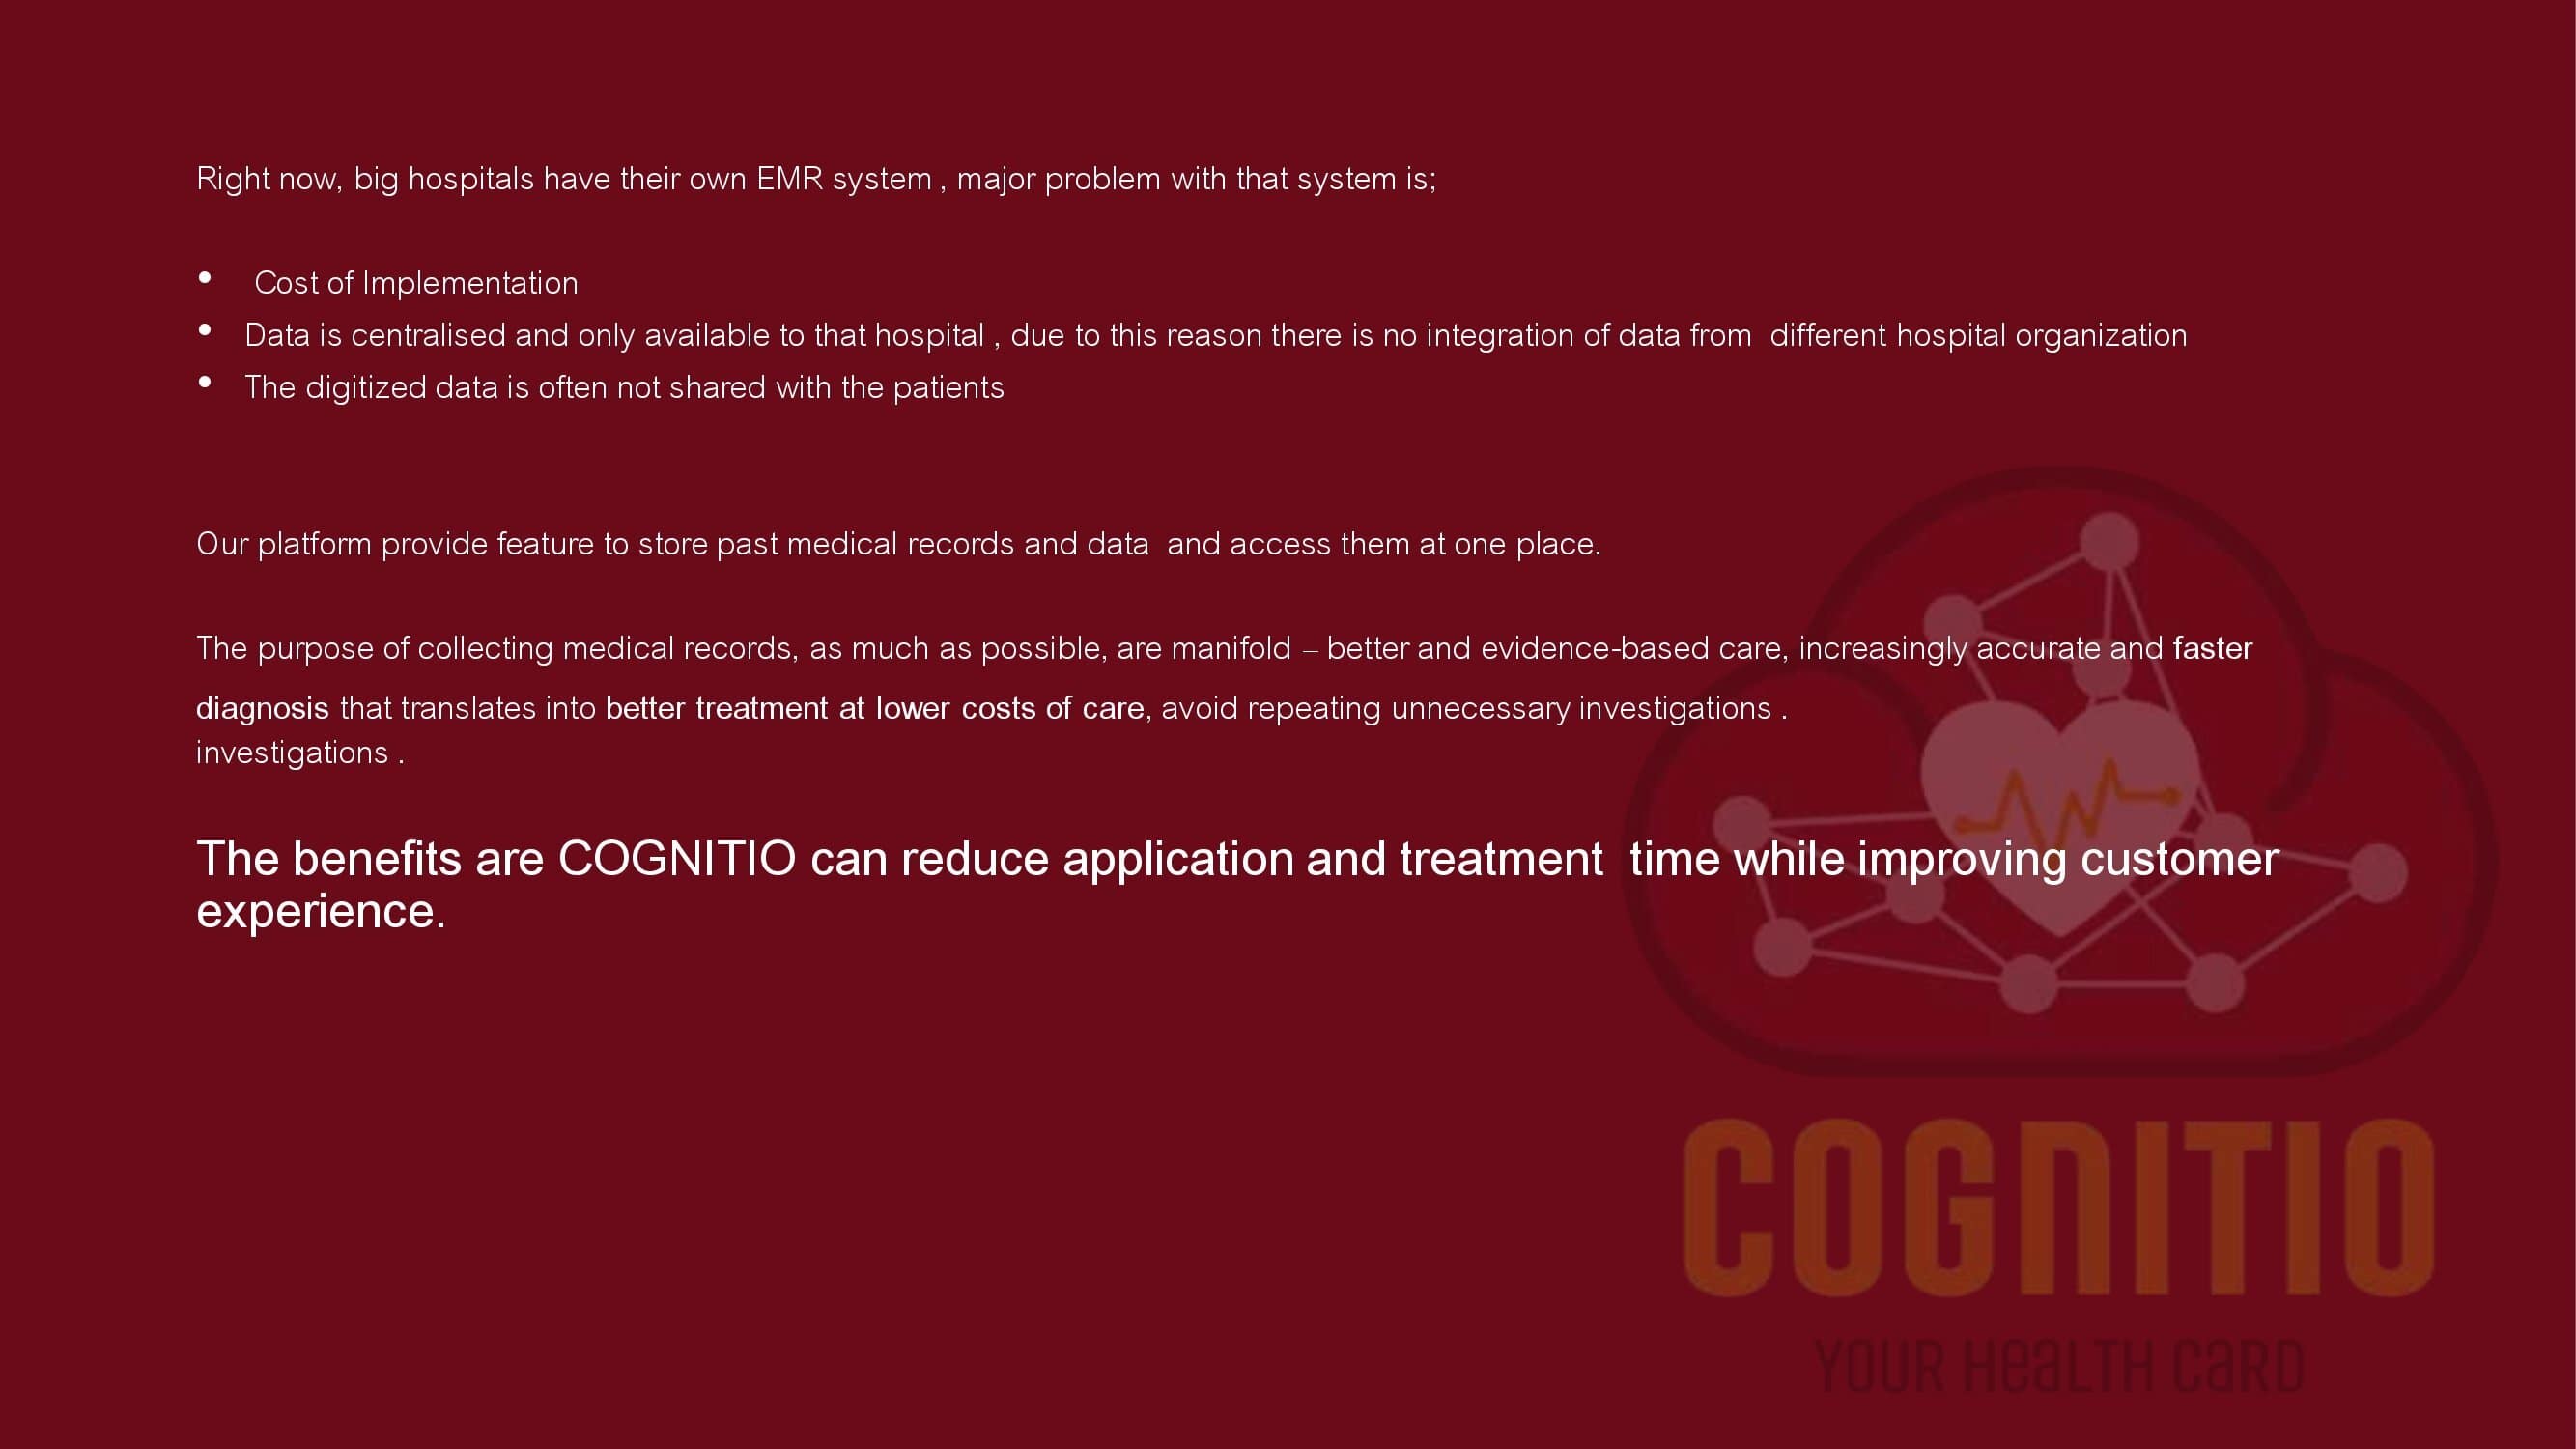 Right now, big hospitals have their own EMR system , major problem with that system is;
• Cost of Implementation
• Data is centralised and only available to that hospital , due to this reason there is no integration of data from different hospital organization
• The digitized data is often not shared with the patients
Our platform provide feature to store past medical records and data and access them at one place.
The purpose of collecting medical records, as much as possible, are manifold – better and evidence-based care, increasingly accurate and faster
diagnosis that translates into better treatment at lower costs of care, avoid repeating unnecessary investigations .
investigations .
The benefits are COGNITIO can reduce application and treatment time while improving customer
experience.
COGNITIO
YOUR HeaLTH CaRD